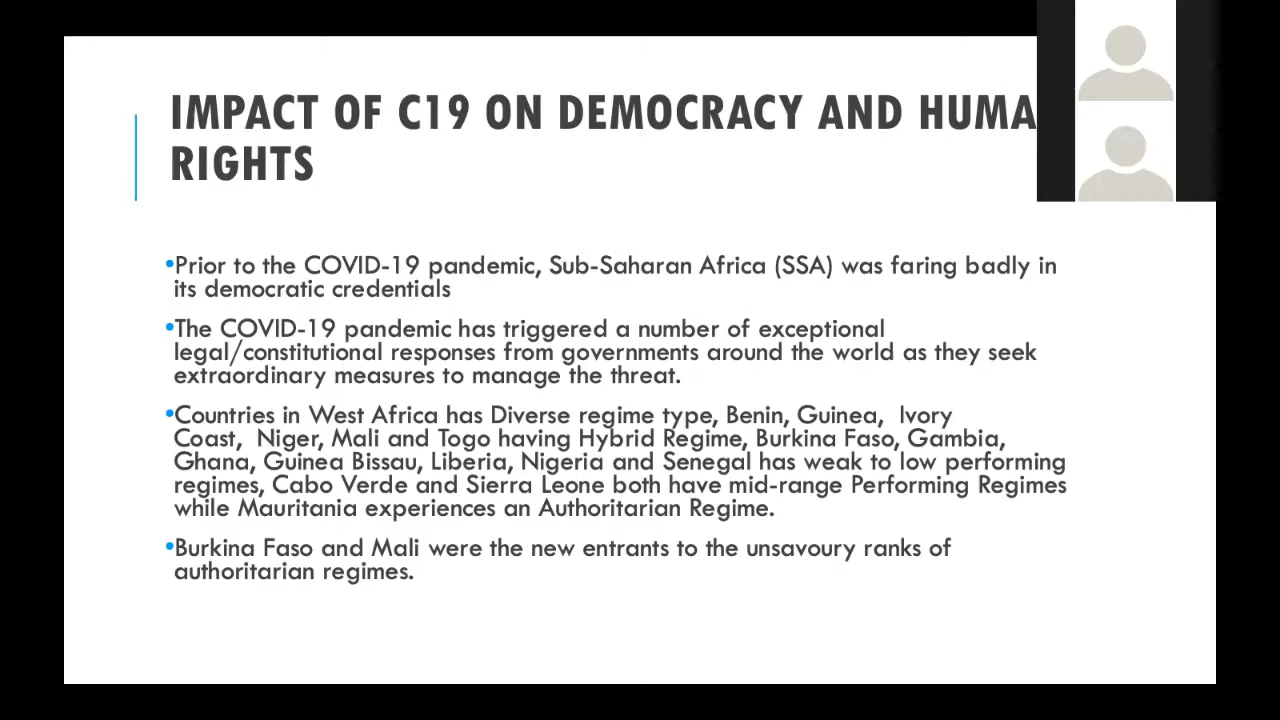 IMPACT OF C19 ON DEMOCRACY AND HUMA
RIGHTS
•Prior to the COVID-19 pandemic, Sub-Saharan Africa (SSA) was faring badly in
its democratic credentials
•The COVID-19 pandemic has triggered a number of exceptional
legal/constitutional responses from governments around the world as they seek
extraordinary measures to manage the threat.
•Countries in West Africa has Diverse regime type, Benin, Guinea,  Ivory
Coast,  Niger, Mali and Togo having Hybrid Regime, Burkina Faso, Gambia,
Ghana, Guinea Bissau, Liberia, Nigeria and Senegal has weak to low performing
regimes, Cabo Verde and Sierra Leone both have mid-range Performing Regimes
while Mauritania experiences an Authoritarian Regime.
•Burkina Faso and Mali were the new entrants to the unsavoury ranks of
authoritarian regimes.